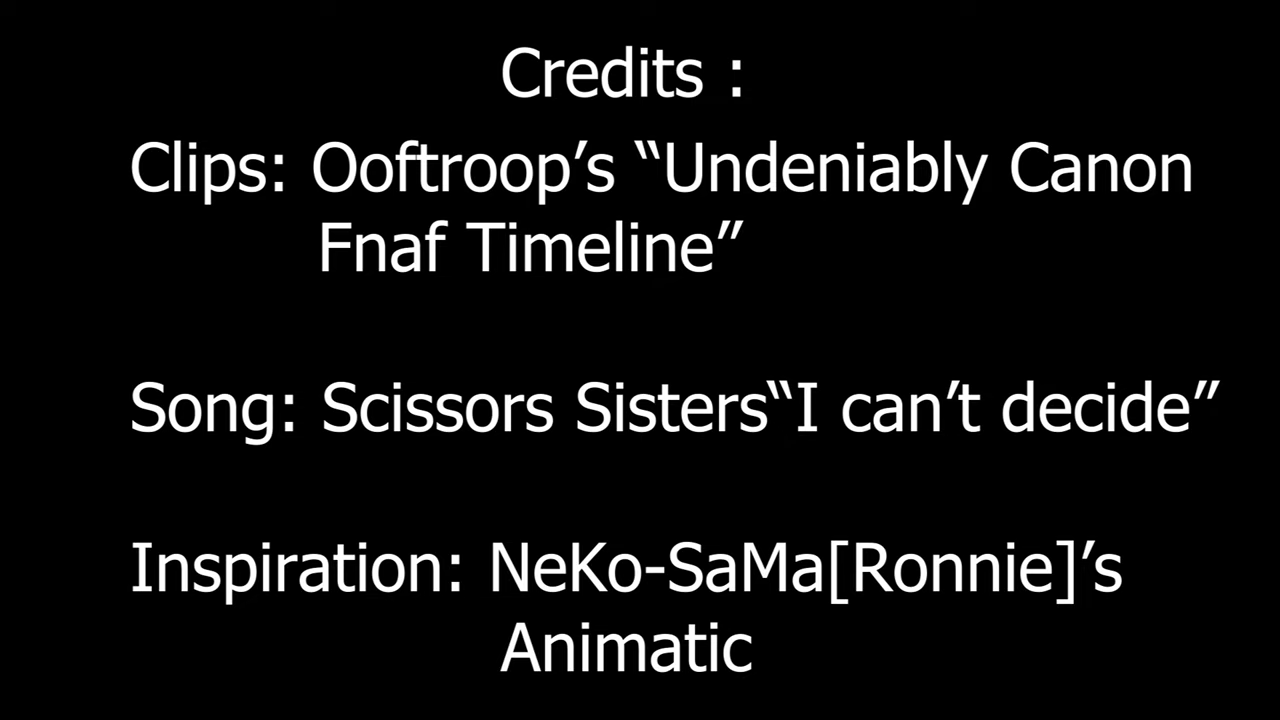 Credits :
Clips: Ooftroop’s “Undeniably Canon
Fnaf Timeline”
Song: Scissors Sisters“I can’t decide”
Inspiration: NeKo-SaMa[Ronnie]’s
Animatic